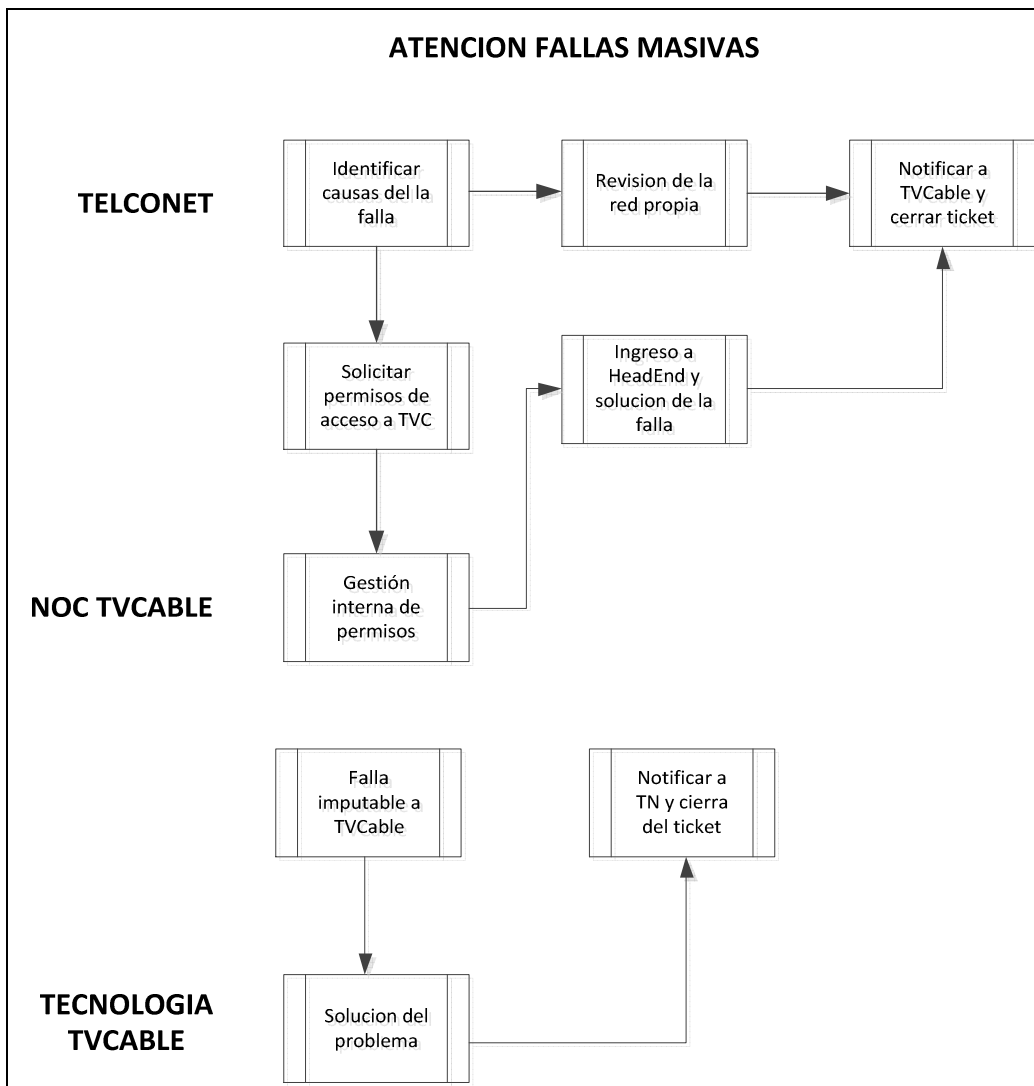 ATENCION FALLAS MASIVAS
TELCONET
Identificar
causas del la
falla
Revision de la
red propia
Notificar a
TVCable y
cerrar ticket
Solicitar
permisos de
acceso a TVC
Ingreso a
HeadEnd y
solucion de la
falla
NOC TVCABLE
Gestión
interna de
permisos
Falla
imputable a
TVCable
Notificar a
TN y cierra
del ticket
TECNOLOGIA
TVCABLE
Solucion del
problema